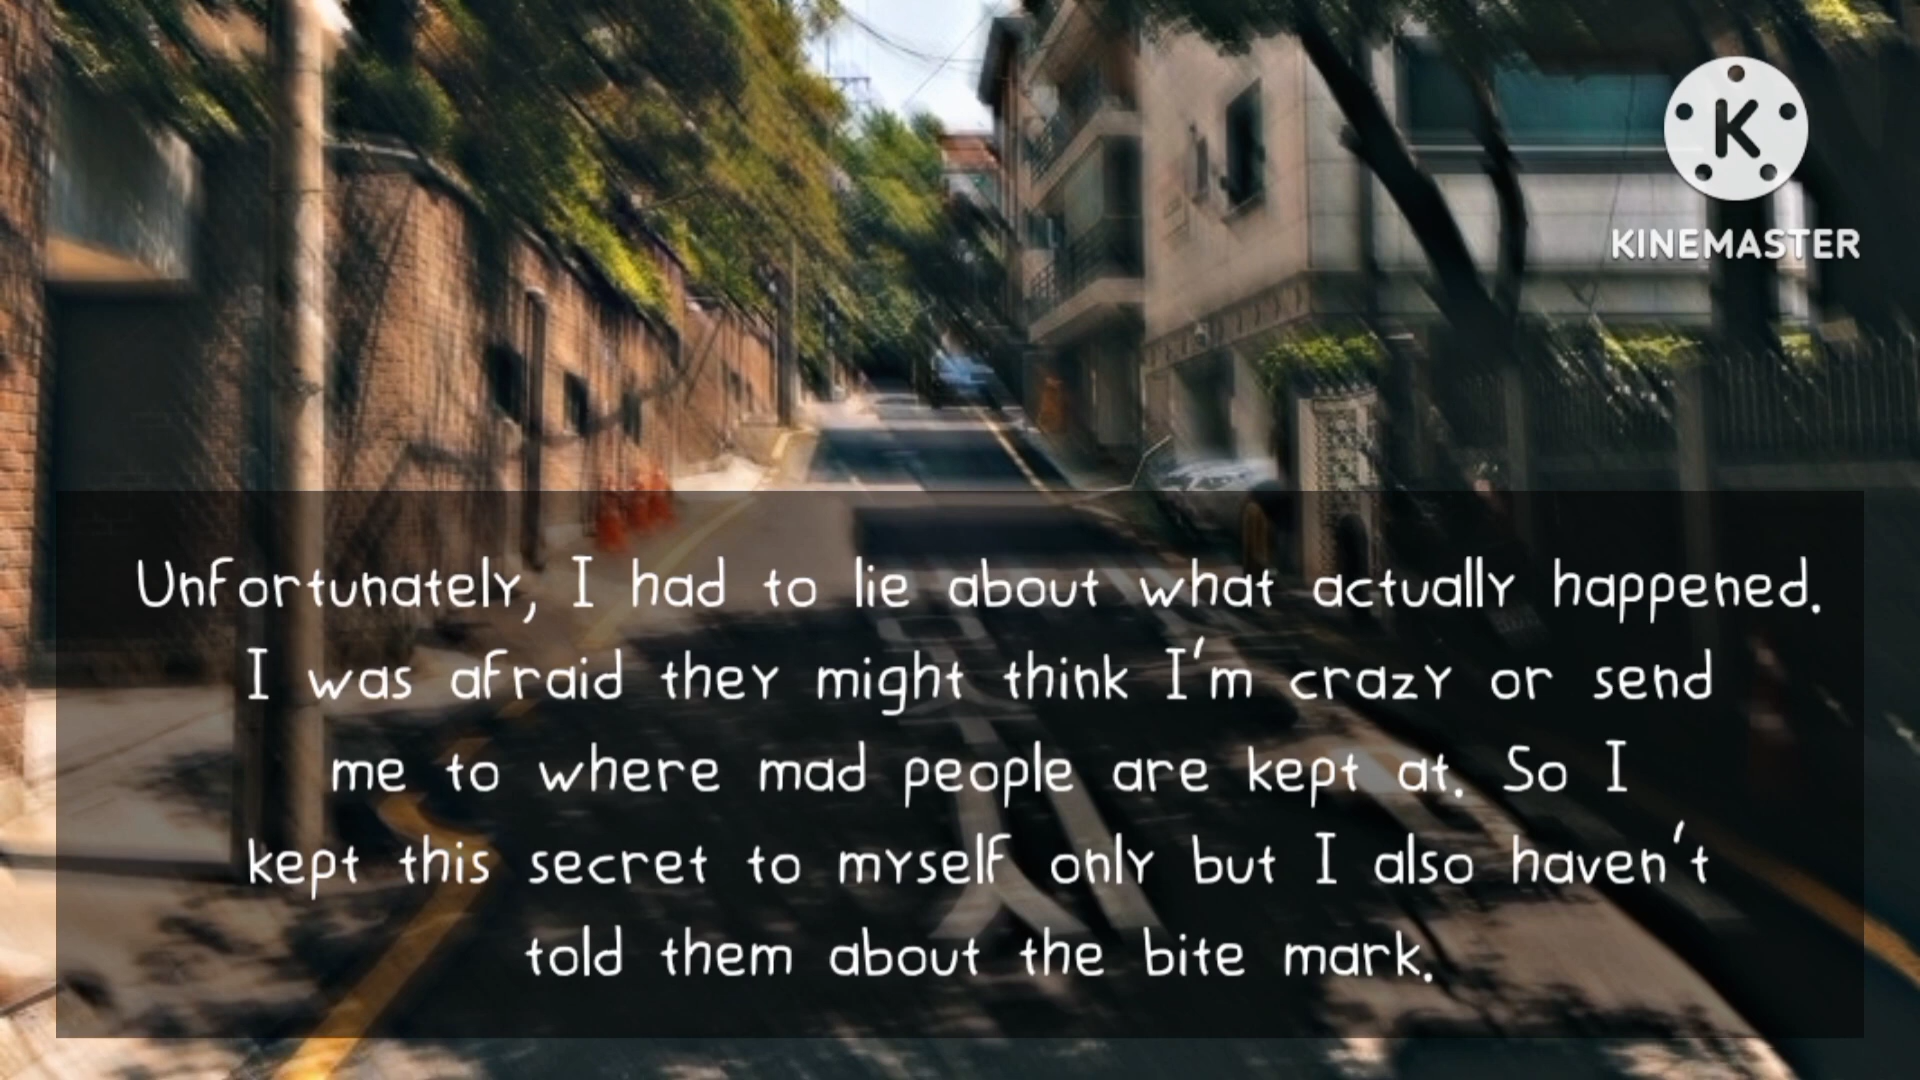 K
KINEMASTER
Unfortunately, I had to lie about what actually happened.
I was afraid they might think I'm crazy or send
me to where mad people are kept at. So I
kept this secret to myself only but I also haven't
told them about the bite mark.